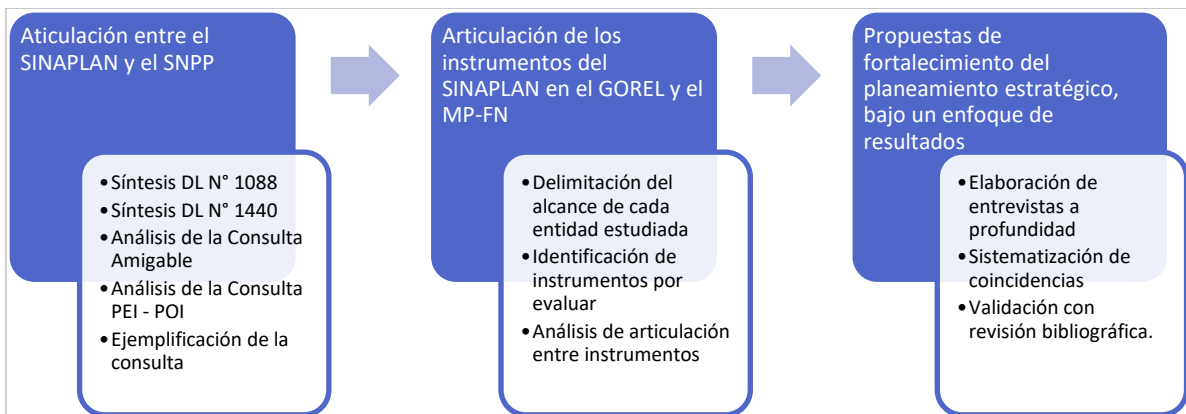 Aticulación entre el
SINAPLAN y el SNPP
•Síntesis DL N° 1088
•Síntesis DL N° 1440
•Análisis de la Consulta
Amigable
•Análisis de la Consulta
PEI - POI
•Ejemplificación de la
consulta
Articulación de los
instrumentos del
SINAPLAN en el GOREL y el
MP-FN
•Delimitación del
alcance de cada
entidad estudiada
•Identificación de
instrumentos por
evaluar
•Análisis de articulación
entre instrumentos
Propuestas de
fortalecimiento del
planeamiento estratégico,
bajo un enfoque de
resultados
•Elaboración de
entrevistas a
profundidad
•Sistematización de
coincidencias
•Validación con
revisión bibliográfica.